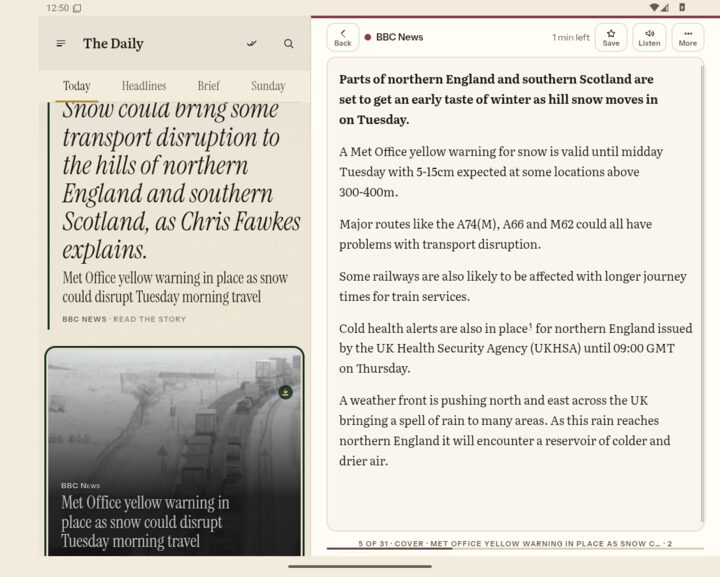 12:50
The Daily
Today Headlines Brief Sunday
Snow could bring some
transport disruption to
the hills of northern
England and southern
Scotland, as Chris Fawkes
explains.
Met Office yellow warning in place as snow
could disrupt Tuesday morning travel
BBC NEWS · READ THE STORY
BBC News
Met Office yellow warning in
place as snow could disrupt
Tuesday morning travel
Back
BBC News
1 min left
Save
Listen
More
Parts of northern England and southern Scotland are
set to get an early taste of winter as hill snow moves in
on Tuesday.
A Met Office yellow warning for snow is valid until midday
Tuesday with 5-15cm expected at some locations above
300-400m.
Major routes like the A74(M), A66 and M62 could all have
problems with transport disruption.
Some railways are also likely to be affected with longer journey
times for train services.
Cold health alerts are also in place† for northern England issued
by the UK Health Security Agency (UKHSA) until 09:00 GMT
on Thursday.
A weather front is pushing north and east across the UK
bringing a spell of rain to many areas. As this rain reaches
northern England it will encounter a reservoir of colder and
drier air.
5 OF 31 · COVER · MET OFFICE YELLOW WARNING IN PLACE AS SNOW C… · 2